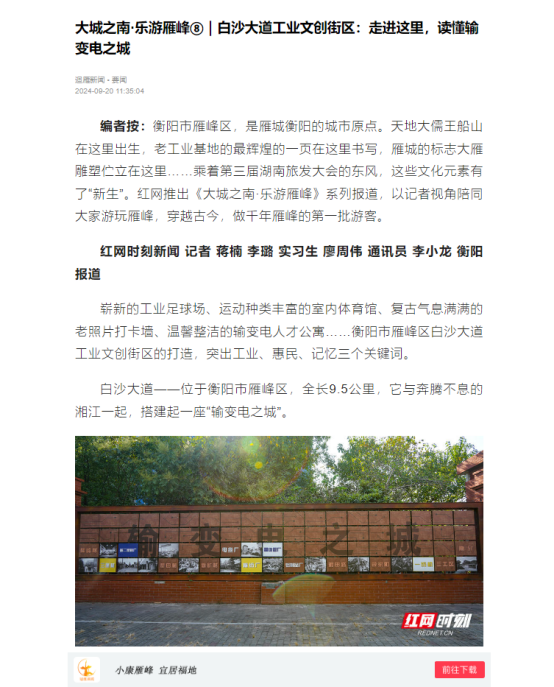 大城之南·乐游雁峰⑧｜白沙大道工业文创街区：走进这里，读懂输
变电之城
温雁新闻 • 要闻
2024-09-20 11:35:04
编者按：衡阳市雁峰区，是雁城衡阳的城市原点。天地大儒王船山
在这里出生，老工业基地的最辉煌的一页在这里书写，雁城的标志大雁
雕塑伫立在这里……乘着第三届湖南旅发大会的东风，这些文化元素有
了“新生”。红网推出《大城之南·乐游雁峰》系列报道，以记者视角陪同
大家游玩雁峰，穿越古今，做千年雁峰的第一批游客。
红网时刻新闻 记者 蒋楠 李璐 实习生 廖周伟 通讯员 李小龙 衡阳
报道
崭新的工业足球场、运动种类丰富的室内体育馆、复古气息满满的
老照片打卡墙、温馨整洁的输变电人才公寓……衡阳市雁峰区白沙大道
工业文创街区的打造，突出工业、惠民、记忆三个关键词。
白沙大道——位于衡阳市雁峰区，全长9.5公里，它与奔腾不息的
湘江一起，搭建起一座“输变电之城”。
输变电之城
红网时刻
REDNET.CN
小康雁峰 宜居福地
前往下载